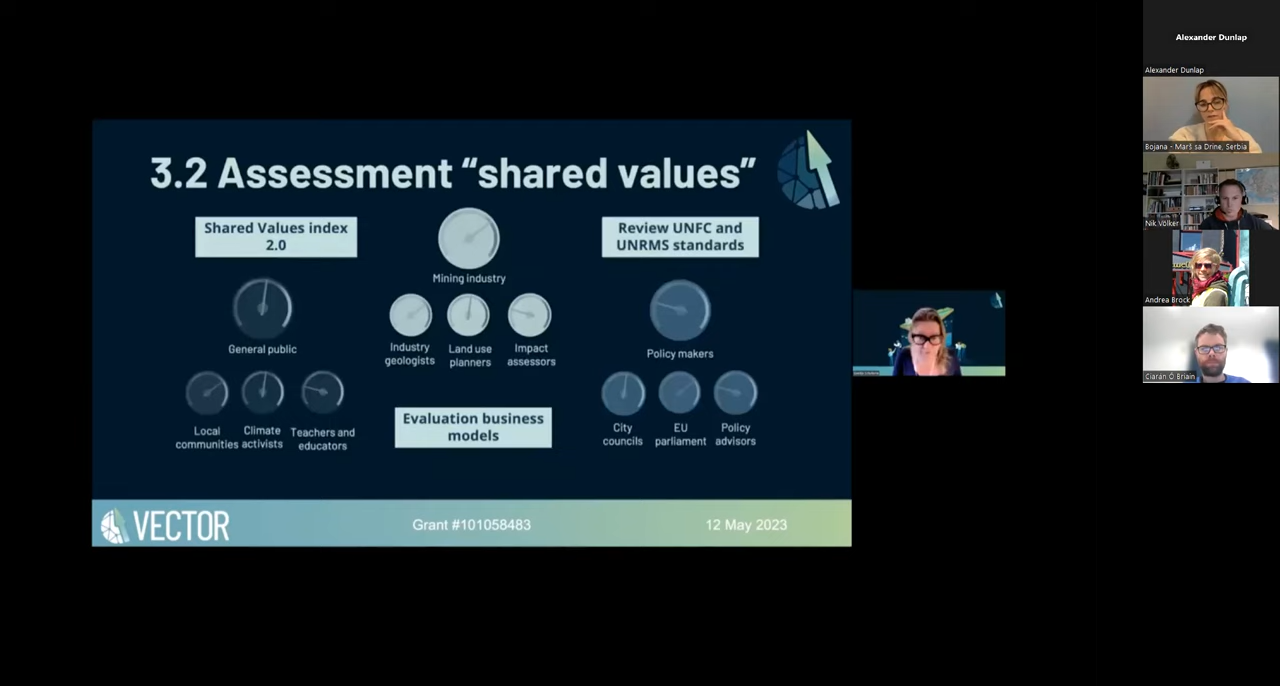 3.2 Assessment “shared values”
Shared Values index
2.0
Mining industry
Review UNFC and
UNRMS standards
General public
Industry
geologists
Land use
planners
Impact
assessors
Policy makers
Local
communities
Climate
activists
Teachers and
educators
Evaluation business
models
City
councils
EU
parliament
Policy
advisors
VECTOR
Grant #101058483
12 May 2023
Alexander Dunlap
Alexander Dunlap
Bojana - Marš sa Drine, Serbia
Nik Völker
Andrea Brock
Ciarán Ó Briain